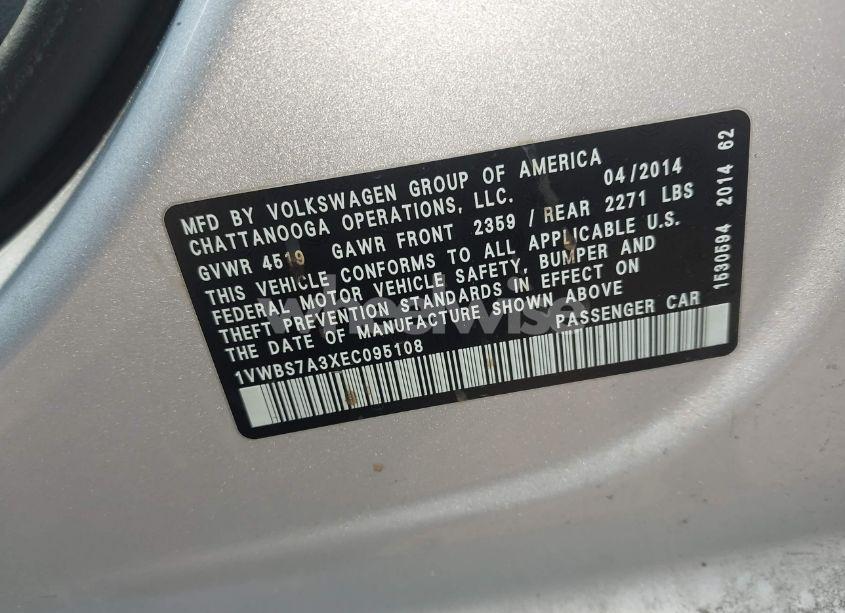 MFD BY VOLKSWAGEN GROUP OF AMERICA
CHATTANOOGA OPERATIONS, LLC. 04/2014
GVWR 4519 GAWR FRONT 2359 / REAR 2271 LBS
THIS VEHICLE CONFORMS TO ALL APPLICABLE U.S.
FEDERAL MOTOR VEHICLE SAFETY, BUMPER AND
THEFT PREVENTION STANDARDS IN EFFECT ON
THE DATE OF MANUFACTURE SHOWN ABOVE
1VWBS7A3XEC095108 PASSENGER CAR
1630594 2014 62
wheelwise